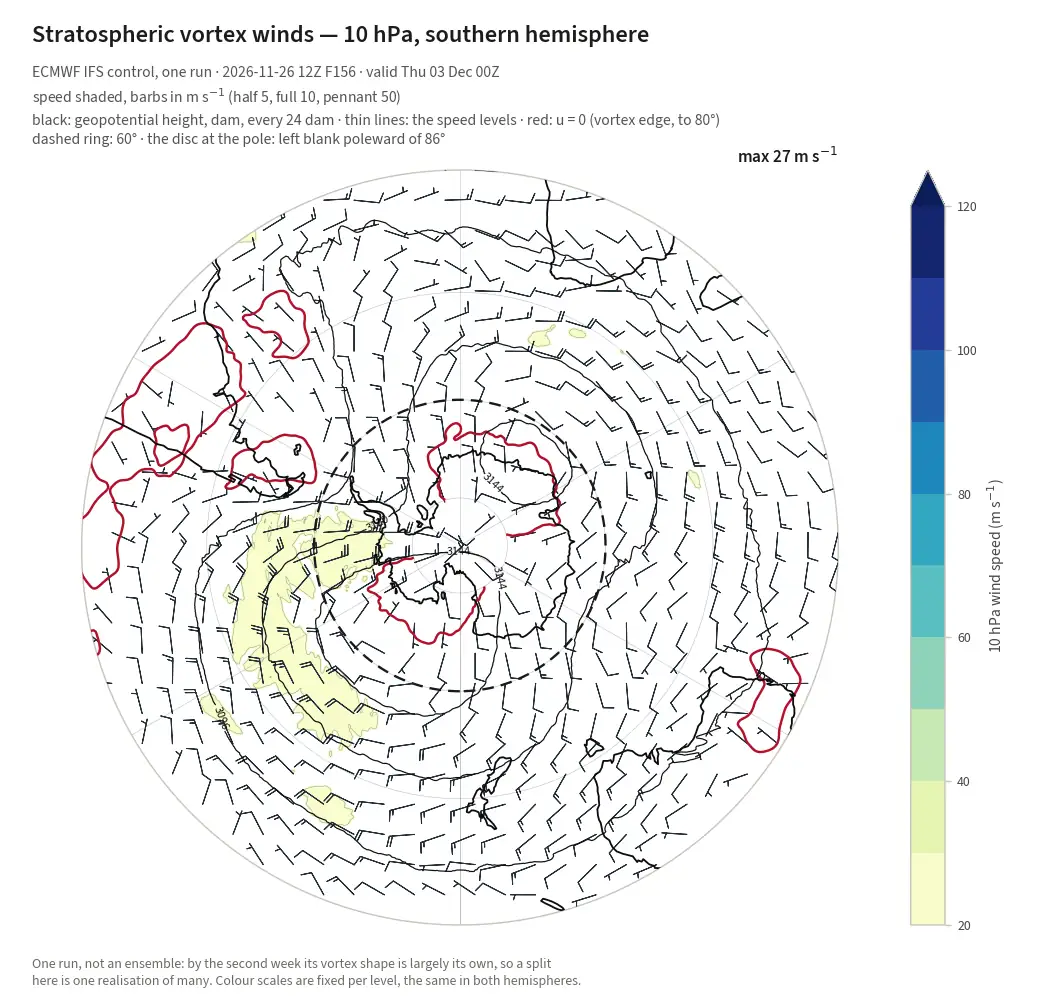 Stratospheric vortex winds — 10 hPa, southern hemisphere
ECMWF IFS control, one run · 2026-11-26 12Z F156 · valid Thu 03 Dec 00Z
speed shaded, barbs in m s⁻¹ (half 5, full 10, pennant 50)
black: geopotential height, dam, every 24 dam · thin lines: the speed levels · red: u = 0 (vortex edge, to 80°)
dashed ring: 60° · the disc at the pole: left blank poleward of 86°
max 27 m s⁻¹
120
100
80
60
40
20
10 hPa wind speed (m s⁻¹)
3144
3144
3144
3096
One run, not an ensemble: by the second week its vortex shape is largely its own, so a split
here is one realisation of many. Colour scales are fixed per level, the same in both hemispheres.